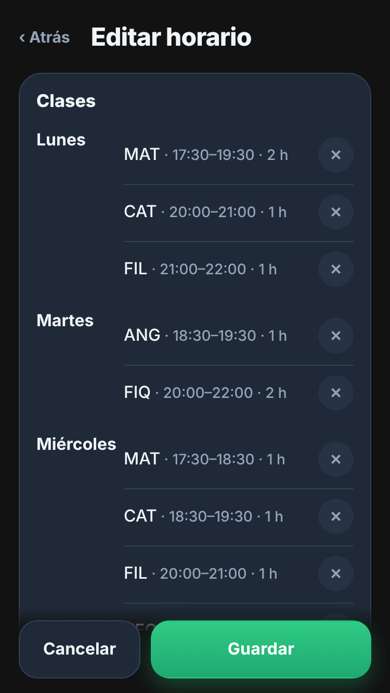 ‹ Atrás Editar horario
Clases
Lunes
MAT · 17:30–19:30 · 2 h ×
CAT · 20:00–21:00 · 1 h ×
FIL · 21:00–22:00 · 1 h ×
Martes
ANG · 18:30–19:30 · 1 h ×
FIQ · 20:00–22:00 · 2 h ×
Miércoles
MAT · 17:30–18:30 · 1 h ×
CAT · 18:30–19:30 · 1 h ×
FIL · 20:00–21:00 · 1 h ×
Cancelar Guardar